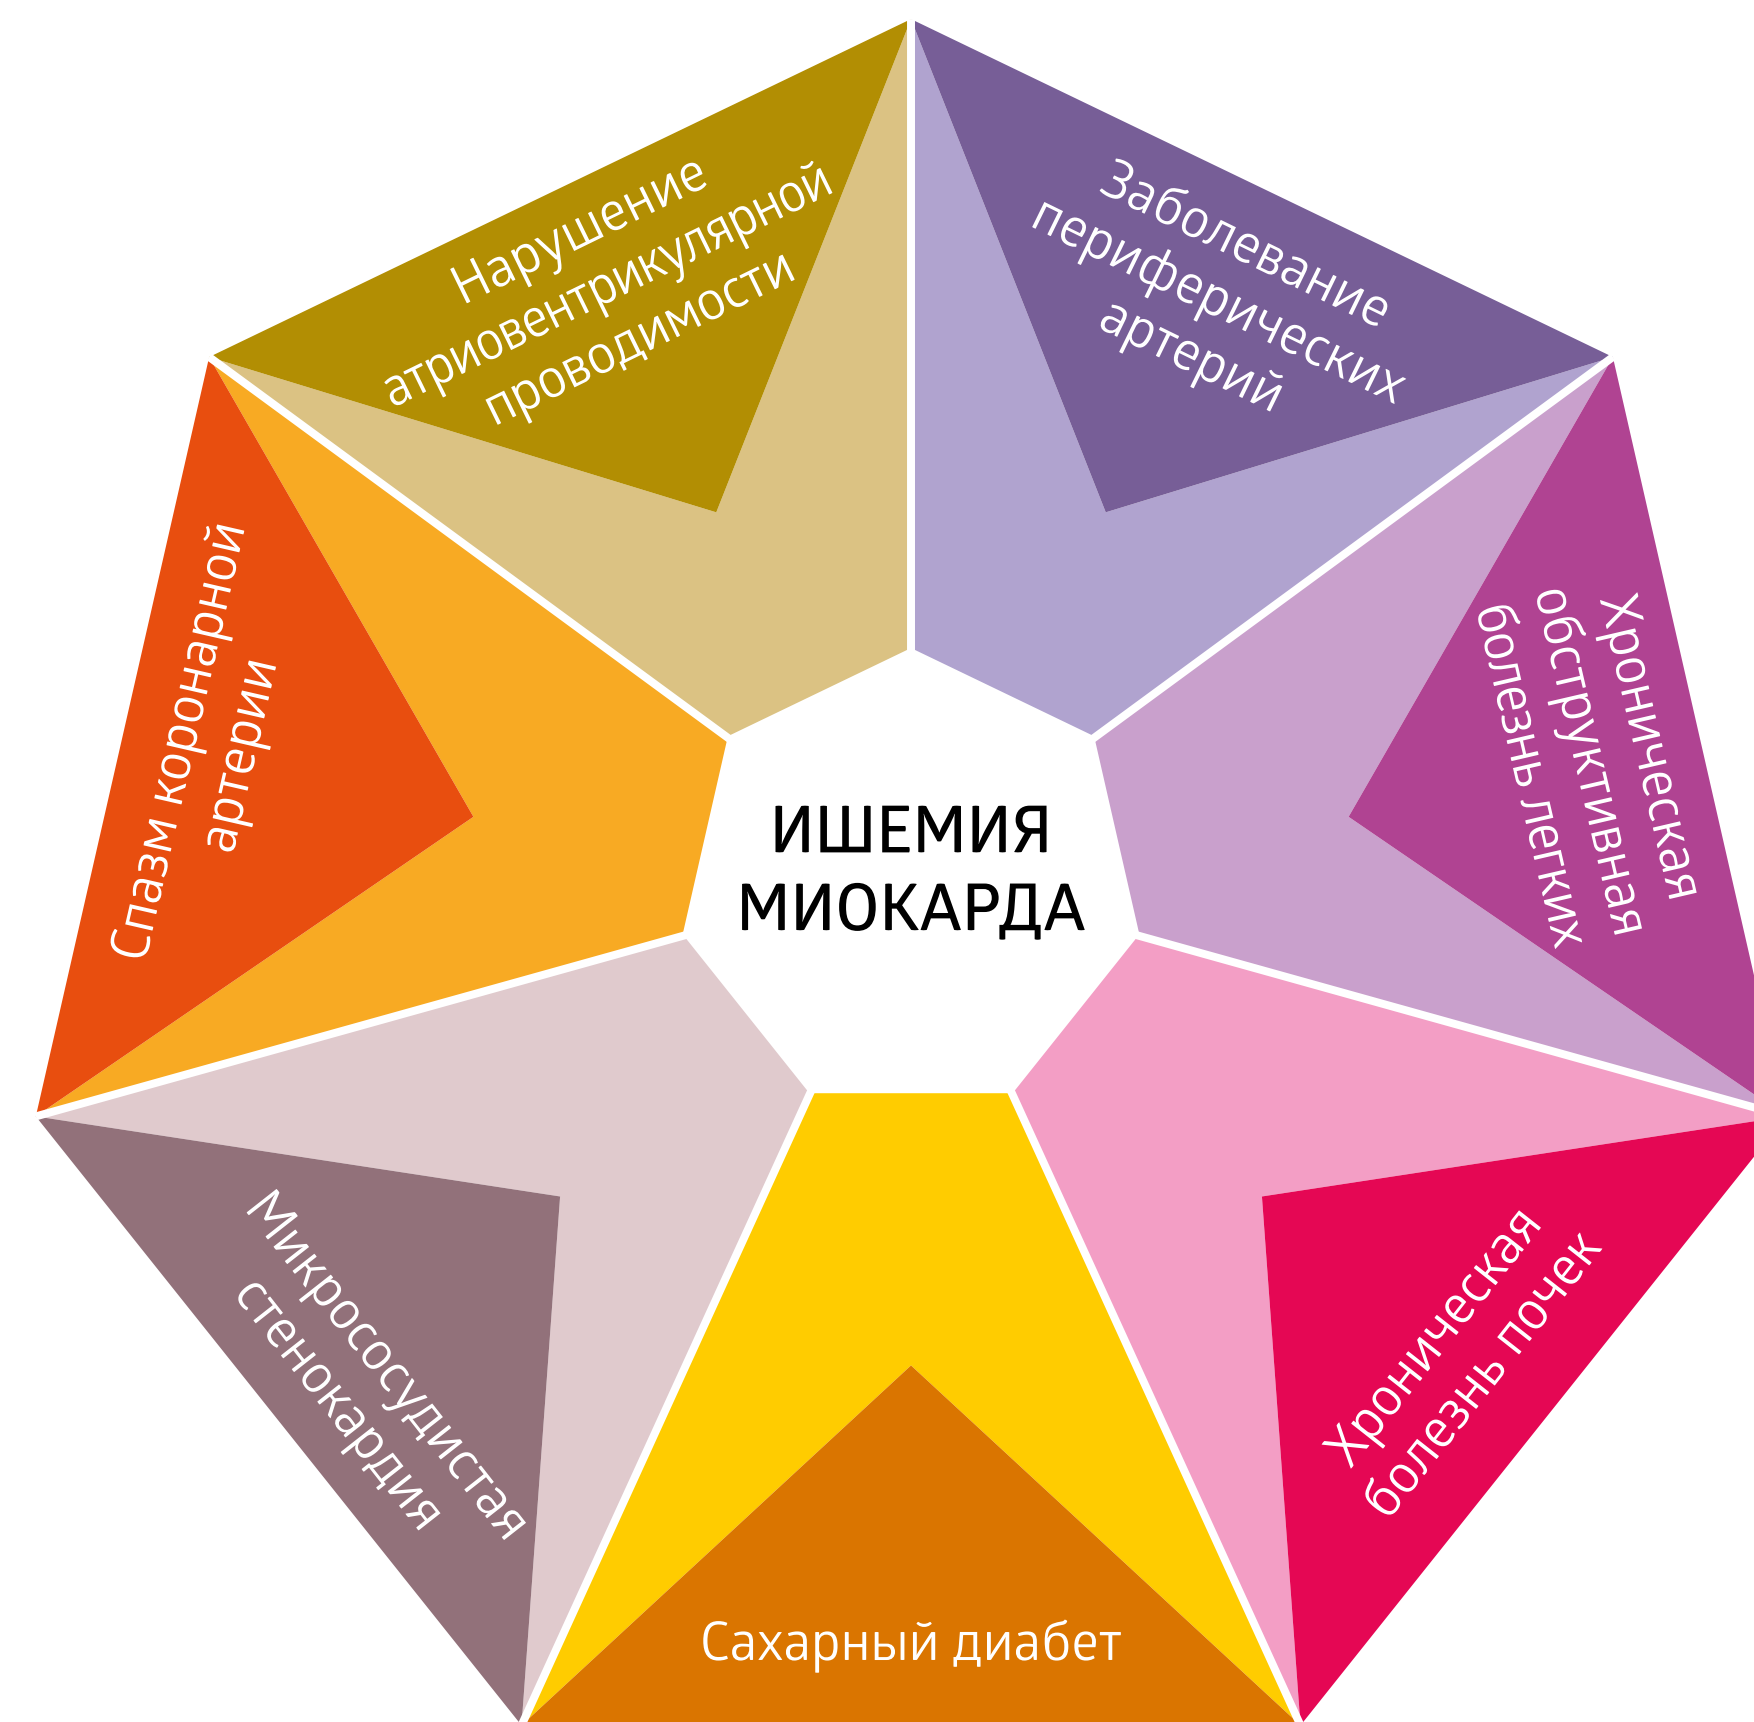 Нарушение
атриовентрикулярной
проводимости
Заболевание
периферических
артерий
Хроническая
обструктивная
болезнь легких
Хроническая
болезнь почек
Сахарный диабет
Микрососудистая
стенокардия
Спазм коронарной
артерии
ИШЕМИЯ
МИОКАРДА